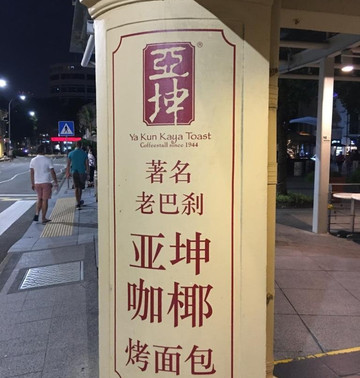 亞坤®
Ya Kun Kaya Toast
Coffeestall since 1944
著名
老巴刹
亚坤
咖椰
烤面包